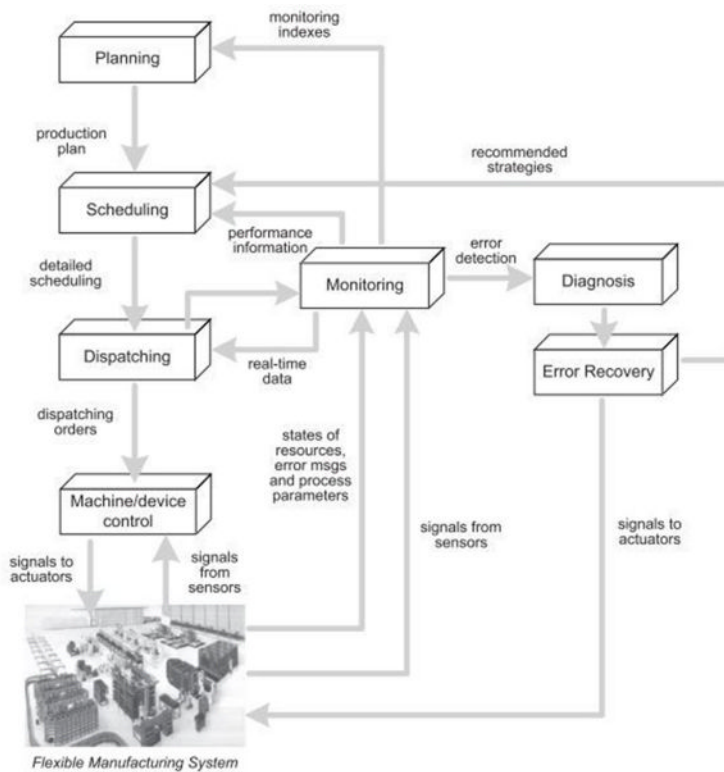 monitoring
indexes
Planning
production
plan
recommended
strategies
Scheduling
performance
information
error
detection
detailed
scheduling
Monitoring
Diagnosis
Dispatching
real-time
data
Error Recovery
dispatching
orders
states of
resources,
error msgs
and process
parameters
Machine/device
control
signals from
sensors
signals to
actuators
signals to
actuators
signals
from
sensors
Flexible Manufacturing System